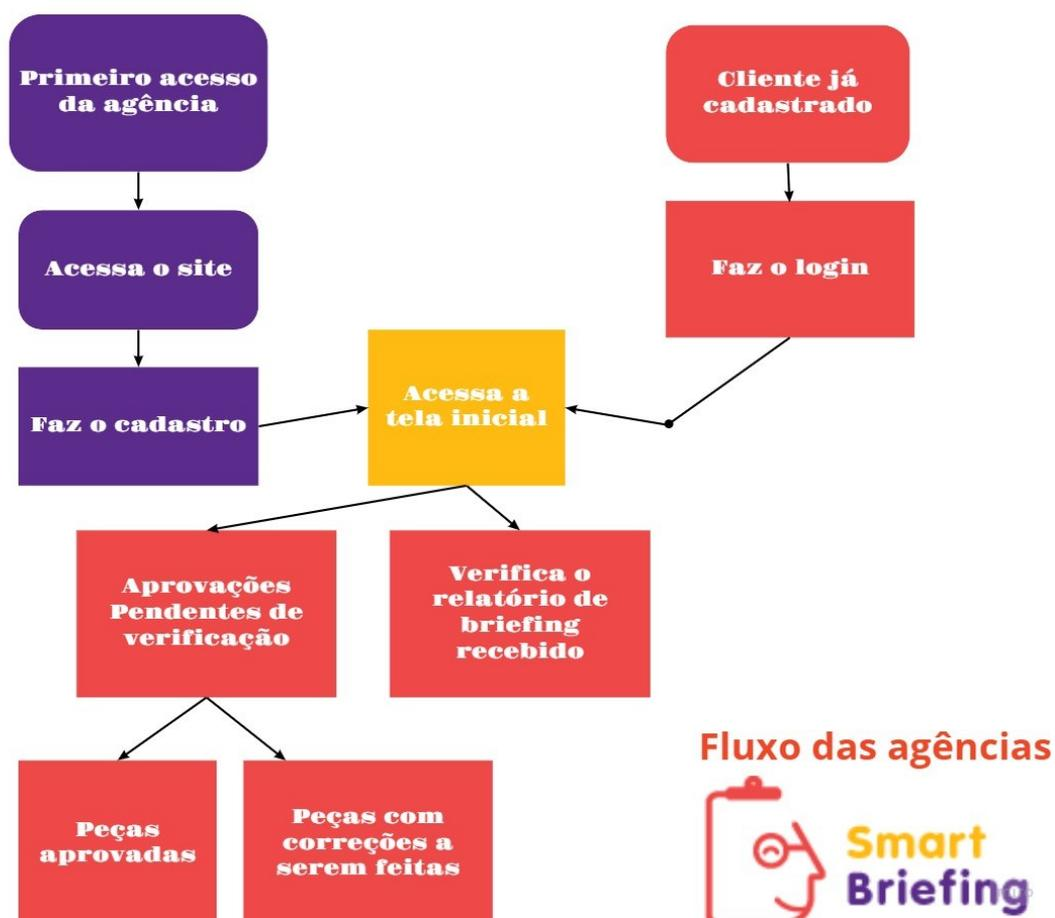 Primeiro acesso
da agência
Cliente já
cadastrado
Acessa o site
Faz o login
Faz o cadastro
Acessa a
tela inicial
Aprovações
Pendentes de
verificação
Verifica o
relatório de
briefing
recebido
Peças
aprovadas
Peças com
correções a
serem feitas
Fluxo das agências
Smart
Briefing